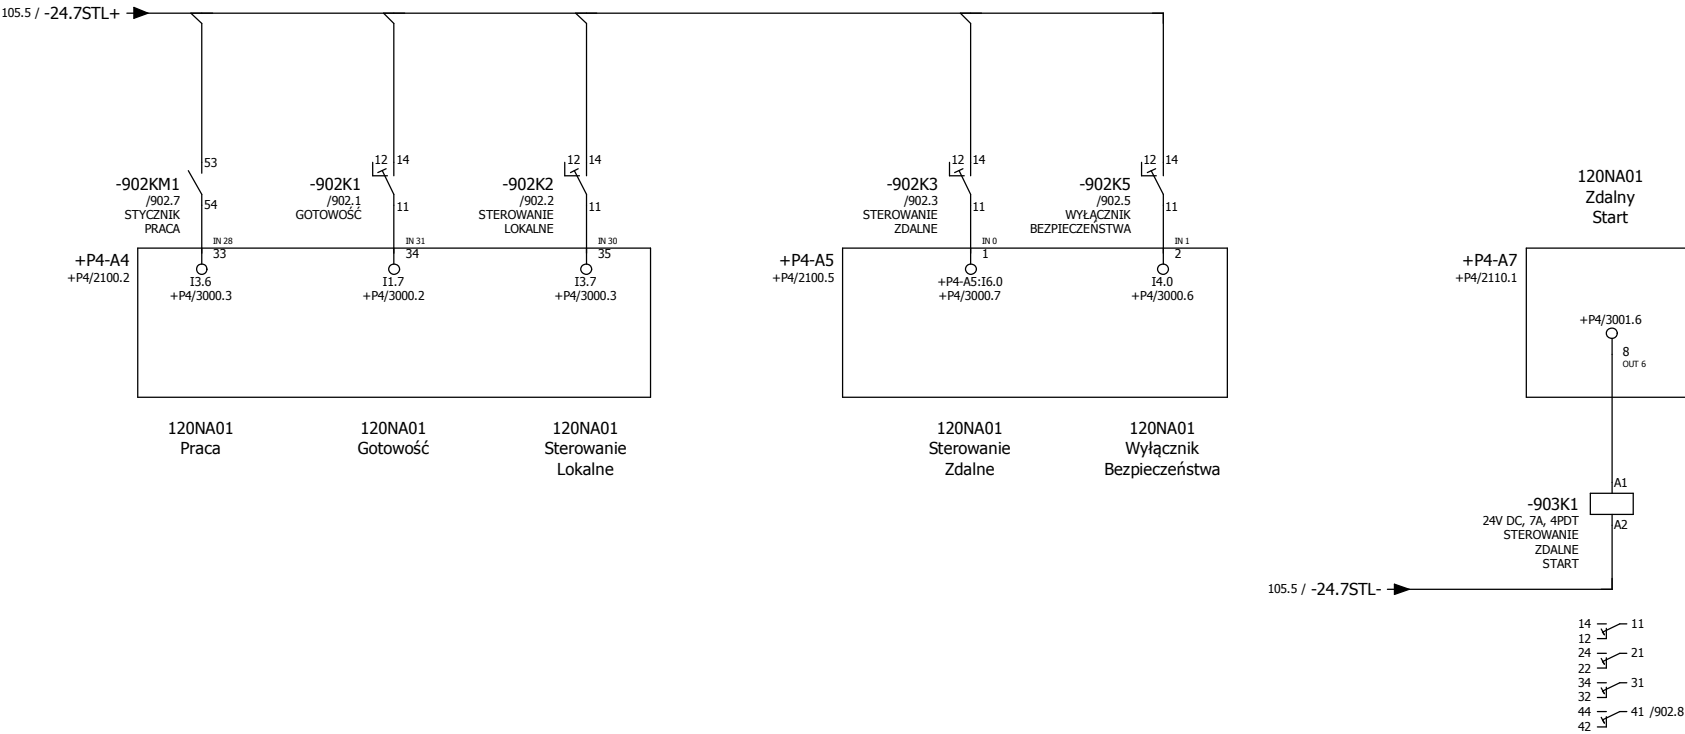 105.5 / -24.7STL+
53
-902KM1
/902.7
STYCZNIK
PRACA
54
12 14
-902K1
/902.1
GOTOWOŚĆ
11
12 14
-902K2
/902.2
STEROWANIE
LOKALNE
11
12 14
-902K3
/902.3
STEROWANIE
ZDALNE
11
12 14
-902K5
/902.5
WYŁĄCZNIK
BEZPIECZEŃSTWA
11
120NA01
Zdalny
Start
+P4-A4
+P4/2100.2
IN 28
33
I3.6
+P4/3000.3
IN 31
34
I1.7
+P4/3000.2
IN 30
35
I3.7
+P4/3000.3
+P4-A5
+P4/2100.5
IN 0
1
+P4-A5:I6.0
+P4/3000.7
IN 1
2
I4.0
+P4/3000.6
+P4-A7
+P4/2110.1
+P4/3001.6
8
OUT 6
120NA01
Praca
120NA01
Gotowość
120NA01
Sterowanie
Lokalne
120NA01
Sterowanie
Zdalne
120NA01
Wyłącznik
Bezpieczeństwa
A1
-903K1
24V DC, 7A, 4PDT
STEROWANIE
ZDALNE
START
A2
105.5 / -24.7STL-
14 11
12
24 21
22
34 31
32
44 41 /902.8
42